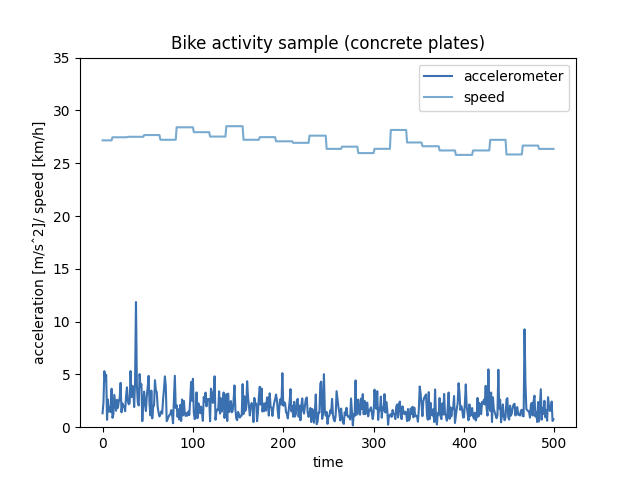 Bike activity sample (concrete plates)
accelerometer
speed
acceleration [m/s^2]/ speed [km/h]
35
30
25
20
15
10
5
0
0 100 200 300 400 500
time